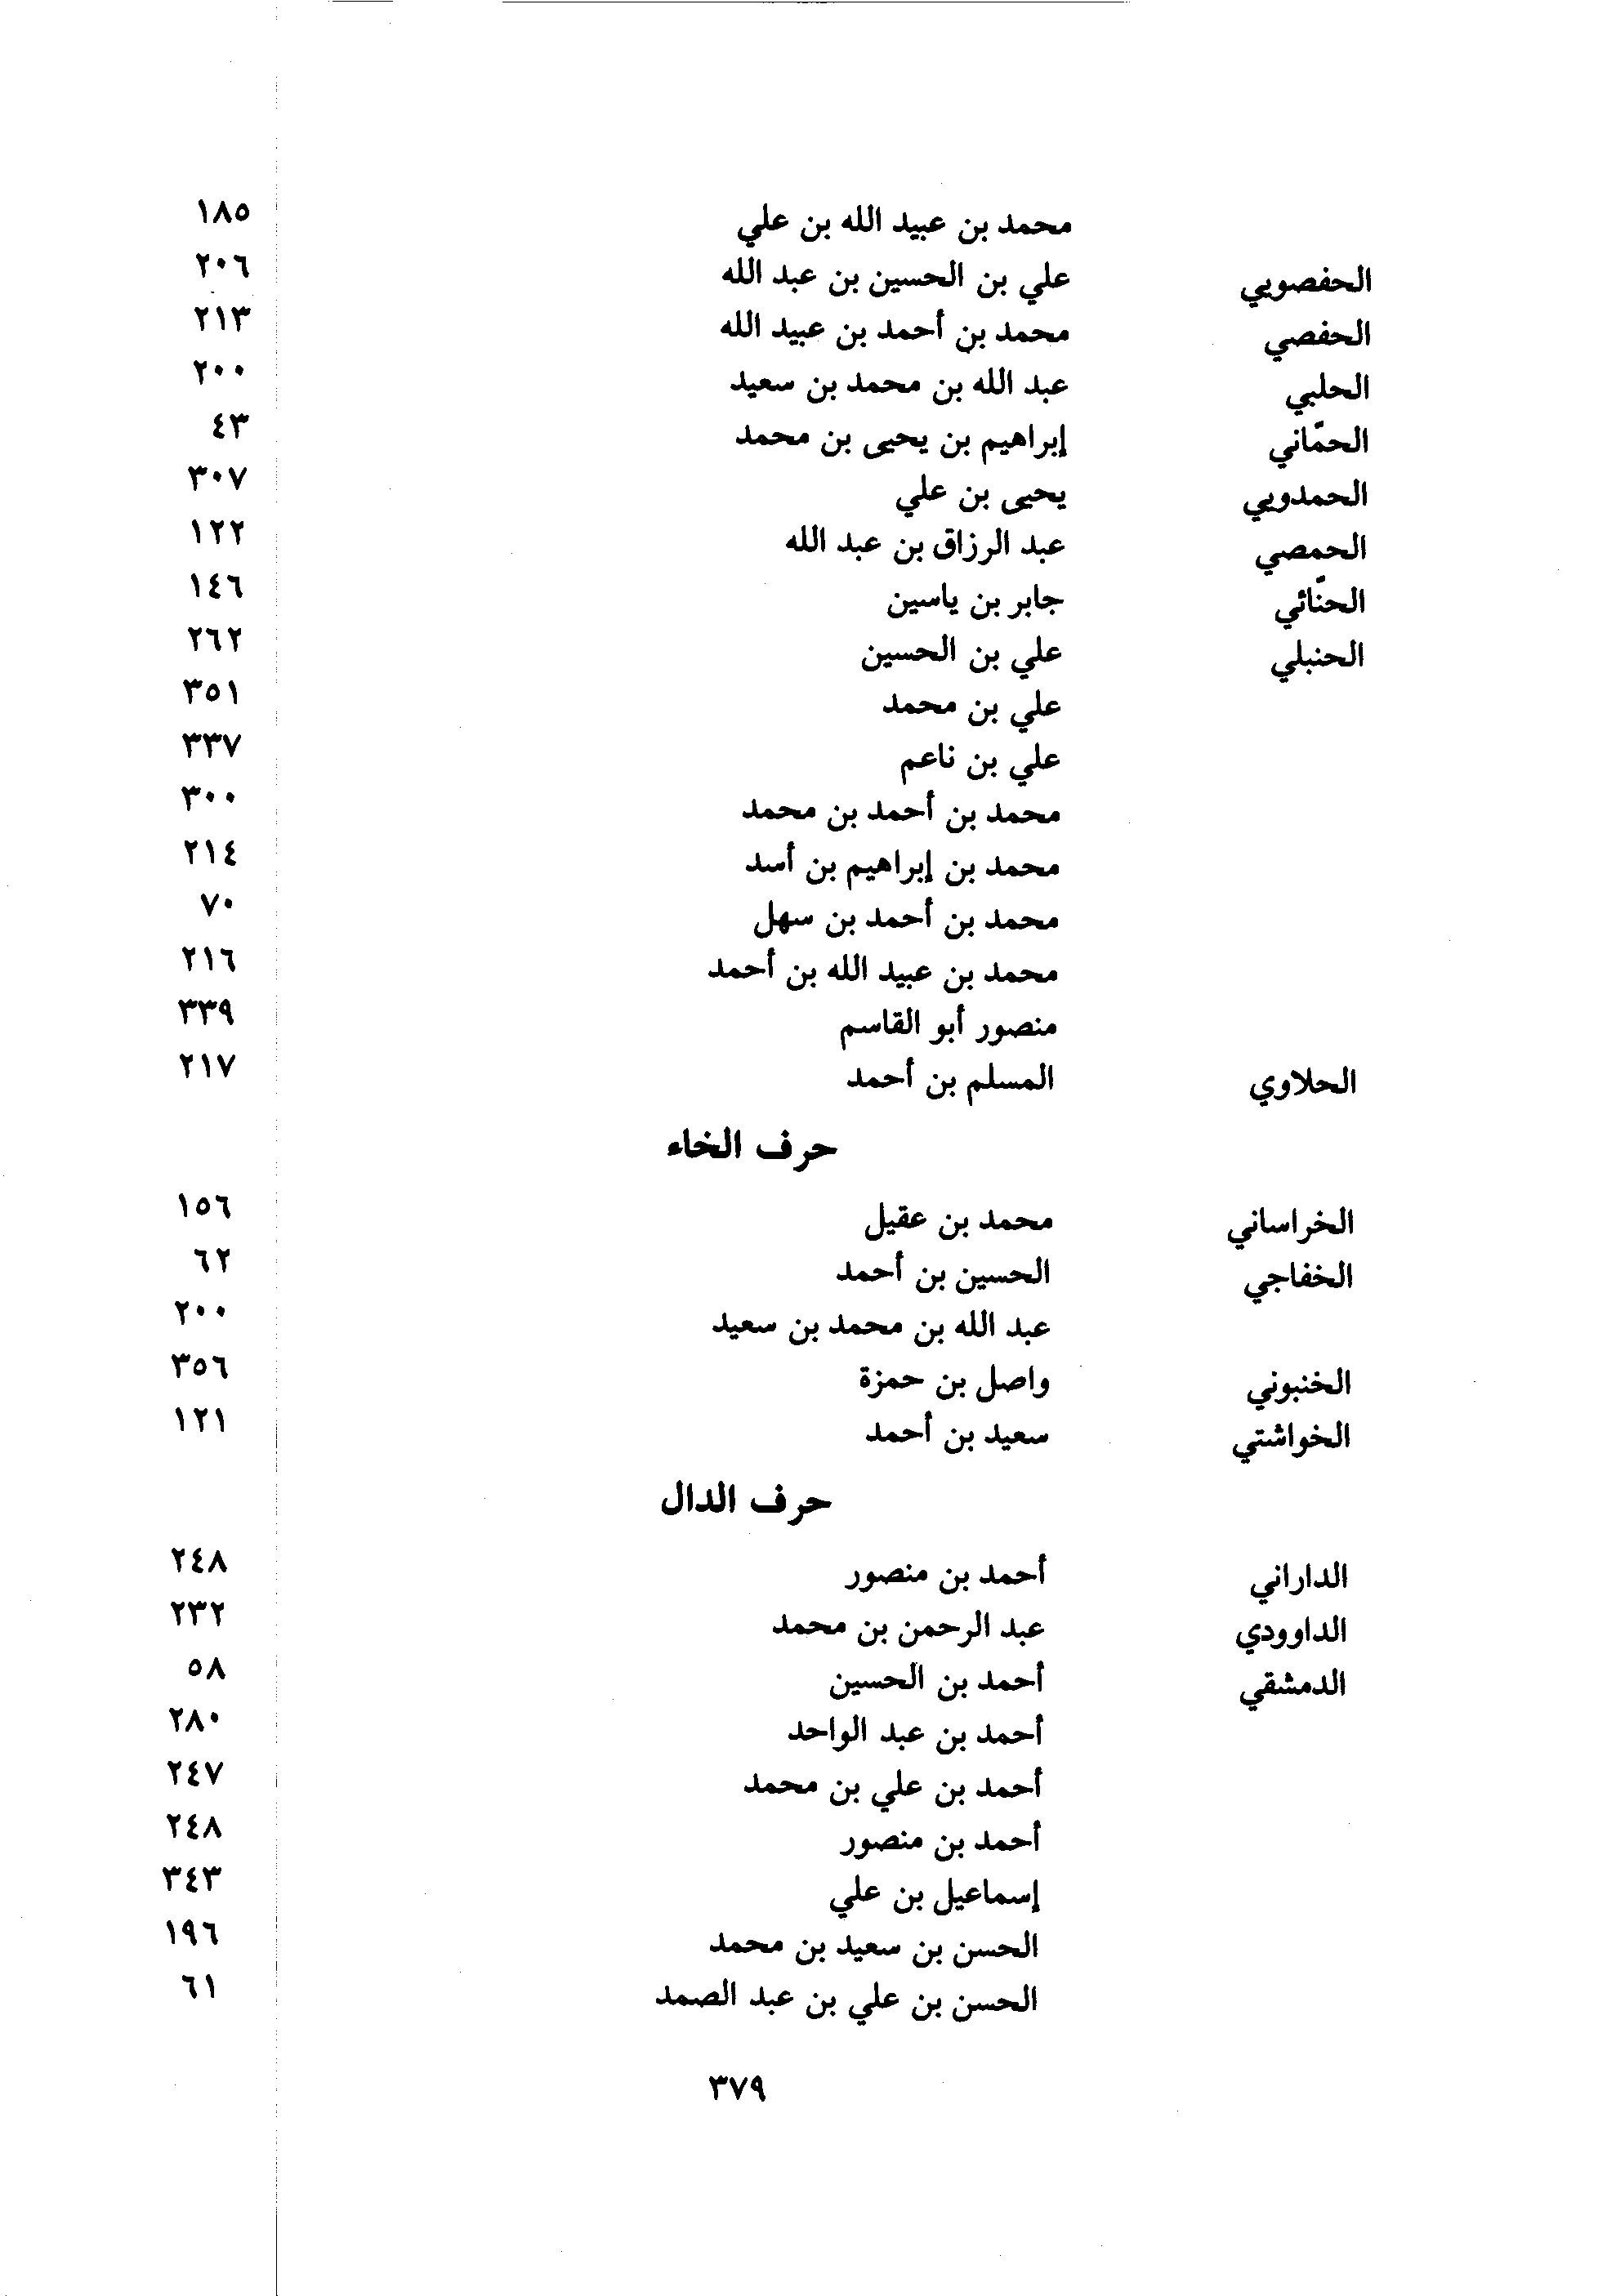 محمد بن عبيد الله بن علي ١٨٥
الحفصويي علي بن الحسين بن عبد الله ٢٠٦
الحفصي محمد بن أحمد بن عبيد الله ٢١٣
الحلبي عبد الله بن محمد بن سعيد ٢٠٠
الحمّاني إبراهيم بن يحيى بن محمد ٤٣
الحمدويي يحيى بن علي ٣٠٧
الحمصي عبد الرزاق بن عبد الله ١٢٢
الحنّائي جابر بن ياسين ١٤٦
الحنبلي علي بن الحسين ٢٦٢
علي بن محمد ٣٥١
علي بن ناعم ٣٣٧
محمد بن أحمد بن محمد ٣٠٠
محمد بن إبراهيم بن أسد ٢١٤
محمد بن أحمد بن سهل ٧٠
محمد بن عبيد الله بن أحمد ٢١٦
منصور أبو القاسم ٣٣٩
الحلاوي المسلم بن أحمد ٢١٧
حرف الخاء
الخراساني محمد بن عقيل ١٥٦
الخفاجي الحسين بن أحمد ٦٢
عبد الله بن محمد بن سعيد ٢٠٠
الخنبوني واصل بن حمزة ٣٥٦
الخواشتي سعيد بن أحمد ١٢١
حرف الدال
الداراني أحمد بن منصور ٢٤٨
الداوودي عبد الرحمن بن محمد ٢٣٢
الدمشقي أحمد بن الحسين ٥٨
أحمد بن عبد الواحد ٢٨٠
أحمد بن علي بن محمد ٢٤٧
أحمد بن منصور ٢٤٨
إسماعيل بن علي ٣٤٣
الحسن بن سعيد بن محمد ١٩٦
الحسن بن علي بن عبد الصمد ٦١
٣٧٩